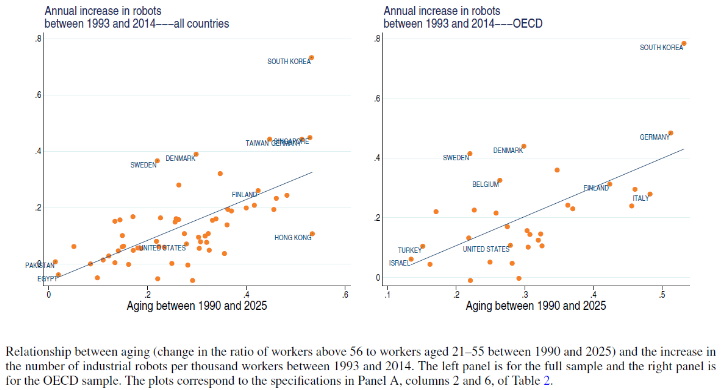 Annual increase in robots
between 1993 and 2014−−−all countries
.8
.6
.4
.2
0
SOUTH KOREA
TAIWAN
GERMANY
SINGAPORE
DENMARK
SWEDEN
FINLAND
HONG KONG
UNITED STATES
PAKISTAN
EGYPT
0 .2 .4 .6
Aging between 1990 and 2025
Annual increase in robots
between 1993 and 2014−−−OECD
.8
.6
.4
.2
0
SOUTH KOREA
GERMANY
DENMARK
SWEDEN
BELGIUM
FINLAND
ITALY
TURKEY
UNITED STATES
ISRAEL
.1 .2 .3 .4 .5
Aging between 1990 and 2025
Relationship between aging (change in the ratio of workers above 56 to workers aged 21–55 between 1990 and 2025) and the increase in
the number of industrial robots per thousand workers between 1993 and 2014. The left panel is for the full sample and the right panel is
for the OECD sample. The plots correspond to the specifications in Panel A, columns 2 and 6, of Table 2.